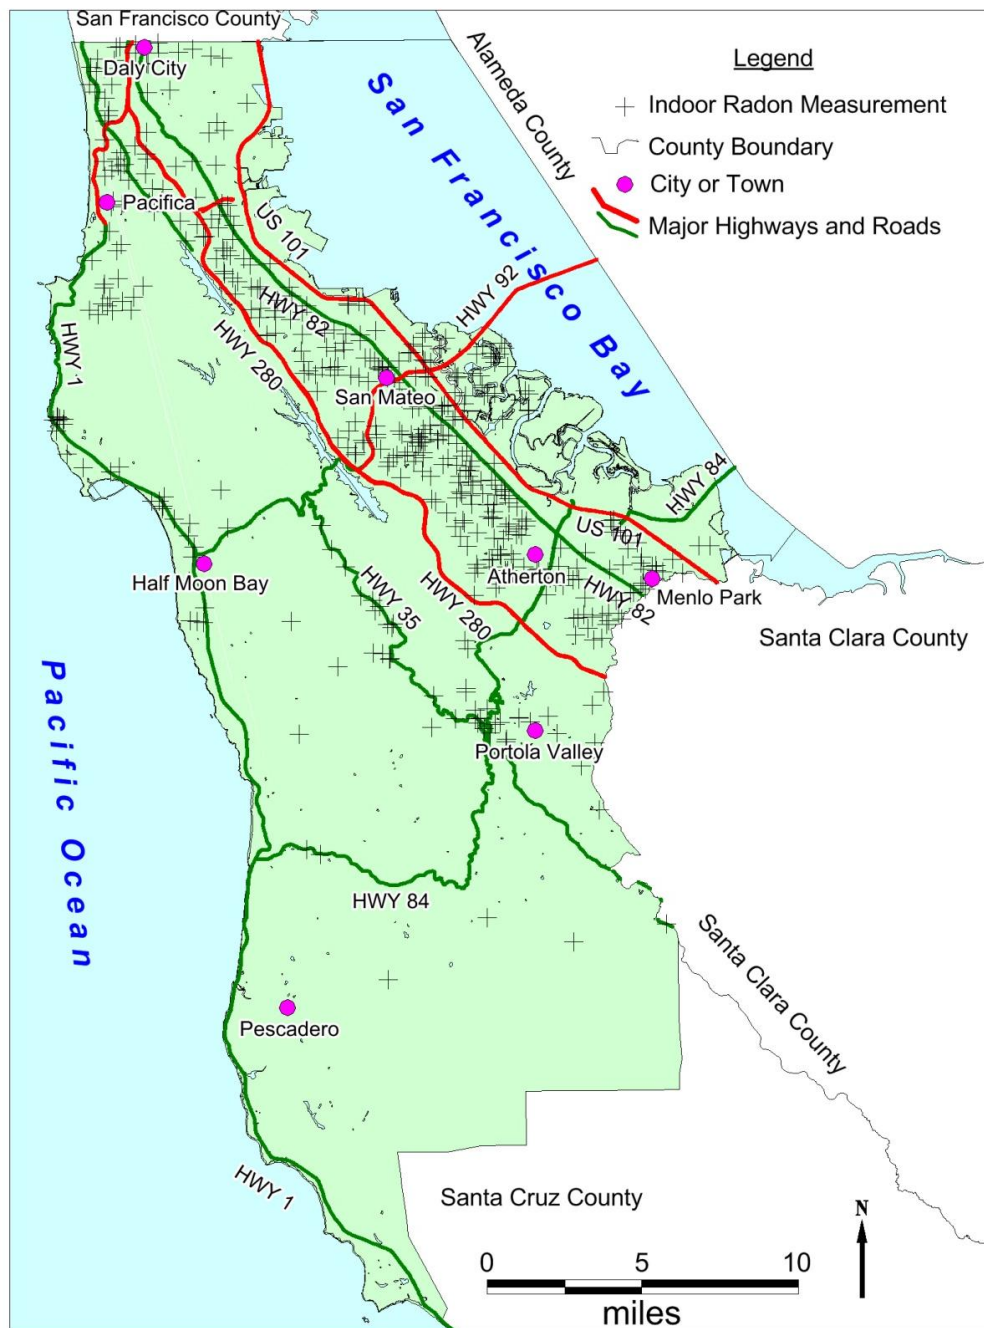 San Francisco County
Daly City
Alameda County
San Francisco Bay
Legend
Indoor Radon Measurement
County Boundary
City or Town
Major Highways and Roads
Pacifica
US 101
HWY 92
HWY 82
HWY 1
HWY 280
San Mateo
HWY 84
US 101
Atherton
HWY 82
Menlo Park
Half Moon Bay
HWY 35
HWY 280
Santa Clara County
Pacific Ocean
Portola Valley
HWY 84
Santa Clara County
Pescadero
HWY 1
Santa Cruz County
N
0 5 10
miles